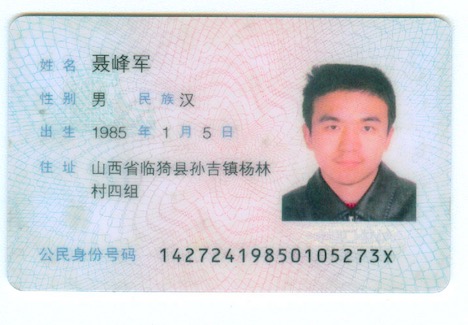 姓名 聂峰军
性别 男 民族 汉
出生 1985 年 1 月 5 日
住址 山西省临猗县孙吉镇杨林
村四组
公民身份号码 14272419850105273X